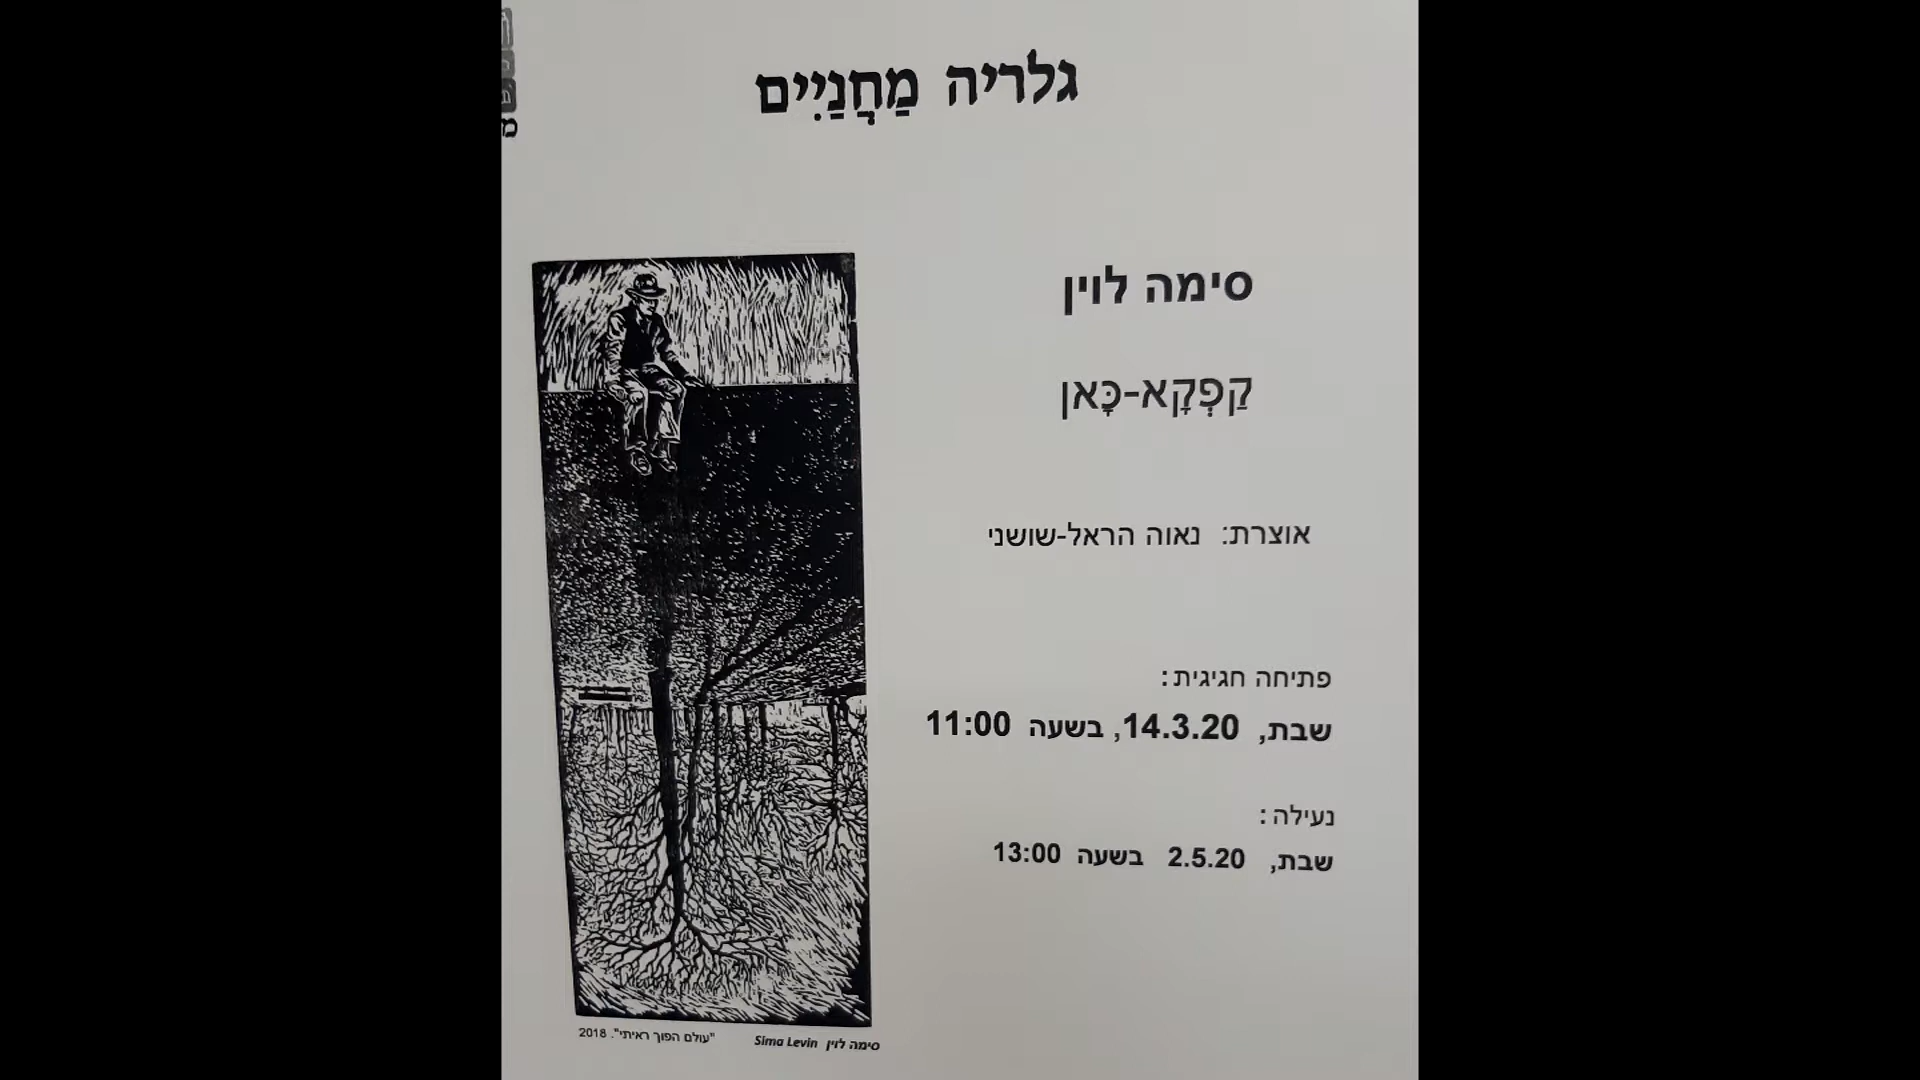 גלריה מַחֲנַיִים
סימה לוין
קַפְקָא-כָּאן
אוצרת: נאוה הראל-שושני
פתיחה חגיגית:
שבת, 14.3.20, בשעה 11:00
נעילה:
שבת, 2.5.20 בשעה 13:00
סימה לוין Sima Levin "עולם הפוך ראיתי". 2018